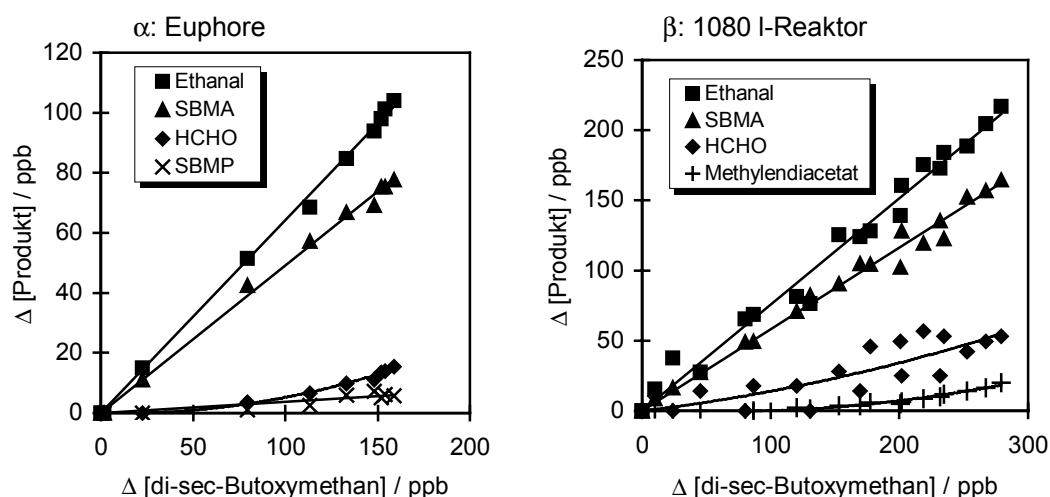 α: Euphore
120
100
80
60
40
20
0
0
50
100
150
200
Δ [Produkt] / ppb
Δ [di-sec-Butoxymethan] / ppb
Ethanal
SBMA
HCHO
SBMP
β: 1080 l-Reaktor
250
200
150
100
50
0
0
100
200
300
Δ [Produkt] / ppb
Δ [di-sec-Butoxymethan] / ppb
Ethanal
SBMA
HCHO
Methylendiacetat